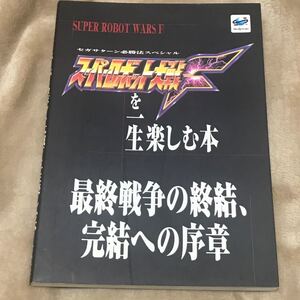 SUPER ROBOT WARS F
セガサターン必勝法スペシャル
スーパーロボット大戦F
を一
生楽しむ本
最終戦争の終結、
完結への序章